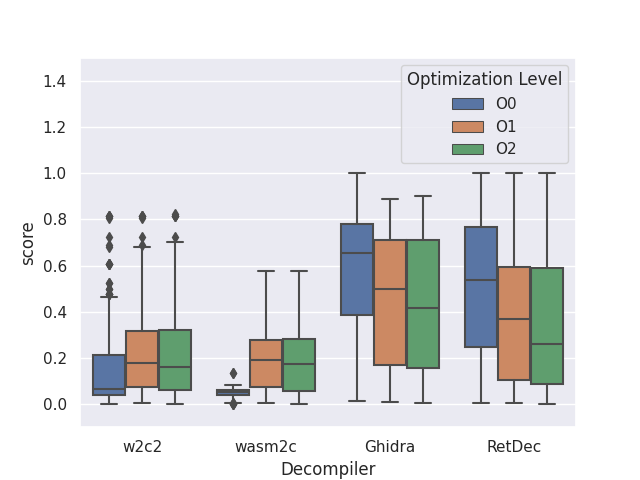 1.4
1.2
1.0
0.8
0.6
0.4
0.2
0.0
score
Optimization Level
O0
O1
O2
w2c2 wasm2c Ghidra RetDec
Decompiler